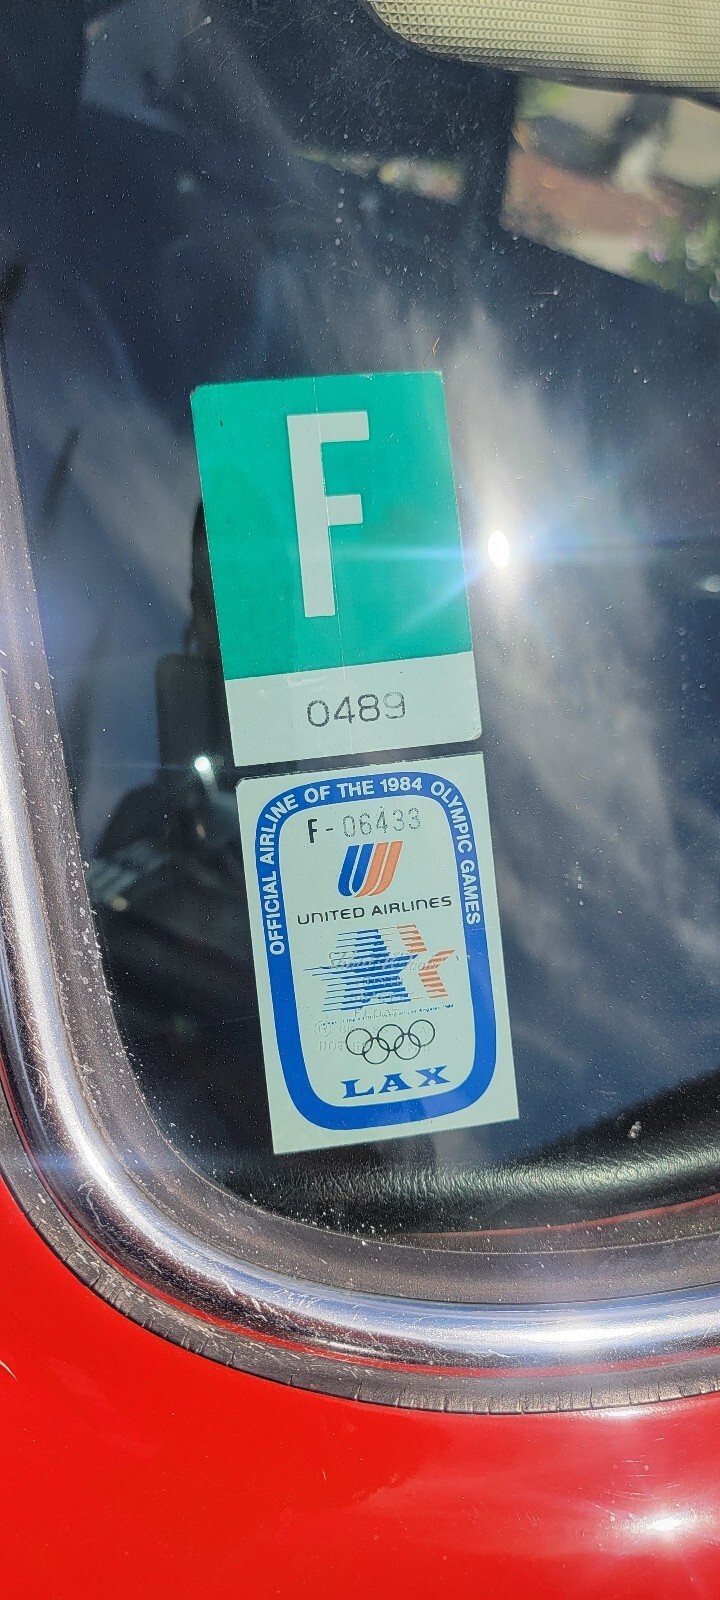 F
0489
OFFICIAL AIRLINE OF THE 1984 OLYMPIC GAMES
F-06433
UNITED AIRLINES
LAX